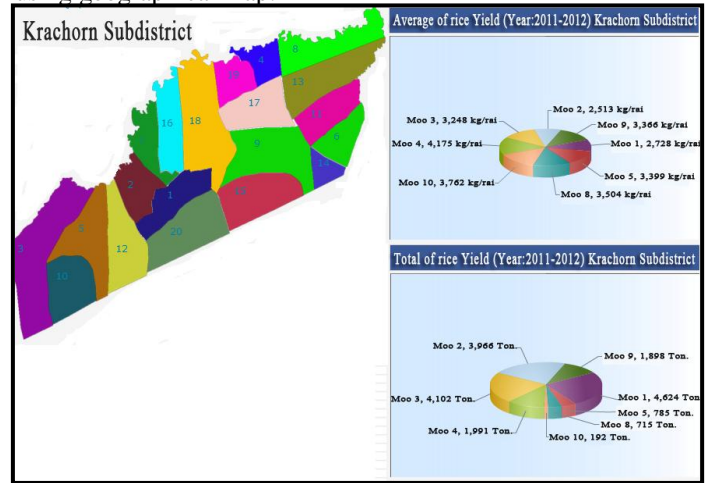 Krachorn Subdistrict
8
4
13
17
16
18
9
6
2
1
20
3
5
12
10
Average of rice Yield (Year:2011-2012) Krachorn Subdistrict
Moo 2, 2,513 kg/rai
Moo 3, 3,248 kg/rai
Moo 9, 3,366 kg/rai
Moo 4, 4,175 kg/rai
Moo 1, 2,728 kg/rai
Moo 10, 3,762 kg/rai
Moo 5, 3,399 kg/rai
Moo 8, 3,504 kg/rai
Total of rice Yield (Year:2011-2012) Krachorn Subdistrict
Moo 2, 3,966 Ton.
Moo 9, 1,898 Ton.
Moo 3, 4,102 Ton.
Moo 1, 4,624 Ton.
Moo 5, 785 Ton.
Moo 4, 1,991 Ton.
Moo 8, 715 Ton.
Moo 10, 192 Ton.